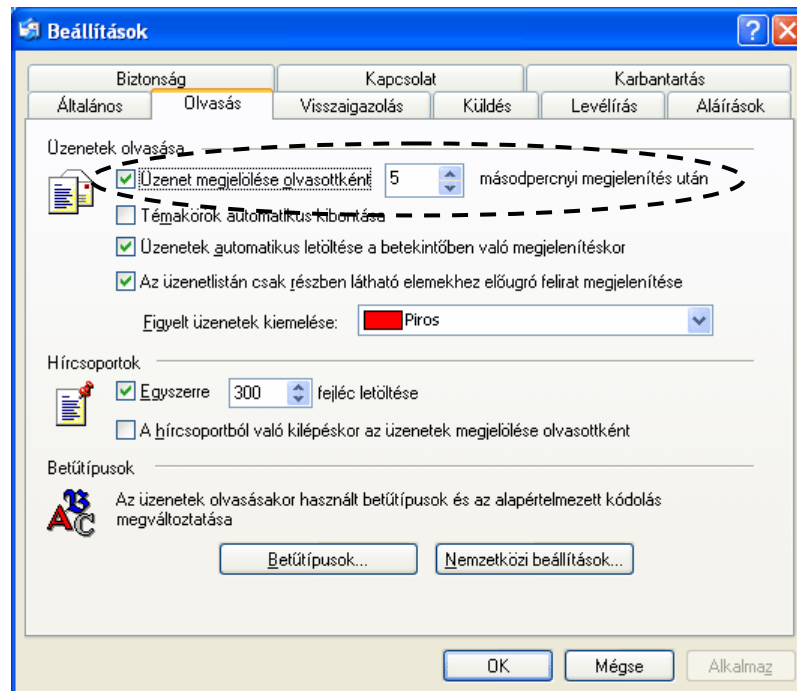 Beállítások
Biztonság Kapcsolat Karbantartás
Általános Olvasás Visszaigazolás Küldés Levélírás Aláírások
Üzenetek olvasása
Üzenet megjelölése olvasottként 5 másodpercnyi megjelenítés után
Témakörök automatikus kibontása
Üzenetek automatikus letöltése a betekintőben való megjelenítéskor
Az üzenetlistán csak részben látható elemekhez előugró felirat megjelenítése
Figyelt üzenetek kiemelése: Piros
Hírcsoportok
Egyszerre 300 fejléc letöltése
A hírcsoportból való kilépéskor az üzenetek megjelölése olvasottként
Betűtípusok
Az üzenetek olvasásakor használt betűtípusok és az alapértelmezett kódolás
megváltoztatása
Betűtípusok... Nemzetközi beállítások...
OK Mégse Alkalmaz